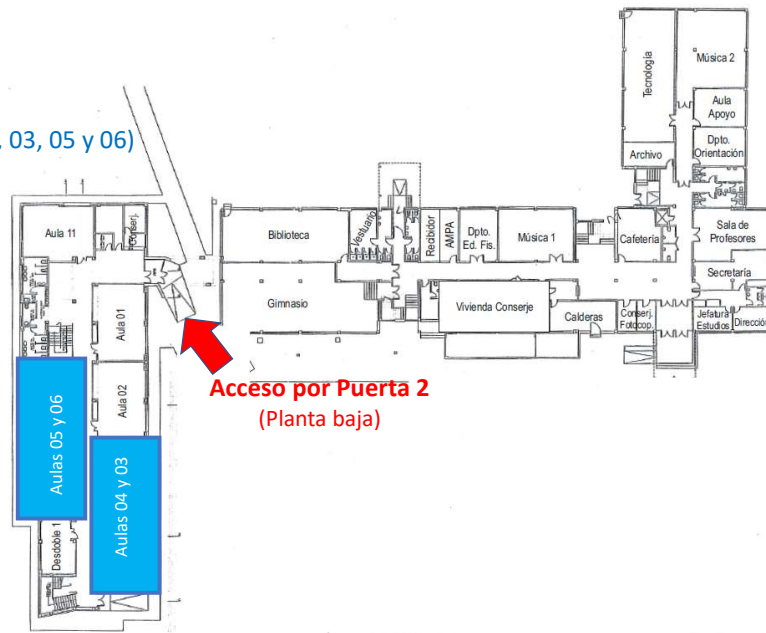 , 03, 05 y 06)
Tecnología
Música 2
Aula
Apoyo
Dpto.
Orientación
Archivo
Aula 11
Conserj.
Biblioteca
Vestuario
Recibidor
AMPA
Dpto.
Ed. Fis.
Música 1
Cafetería
Sala de
Profesores
Secretaría
Aula 01
Gimnasio
Vivienda Conserje
Calderas
Conserj.
Fotocop.
Jefatura
Estudios
Dirección
Aula 02
Acceso por Puerta 2
(Planta baja)
Aulas 05 y 06
Aulas 04 y 03
Desdoble 1